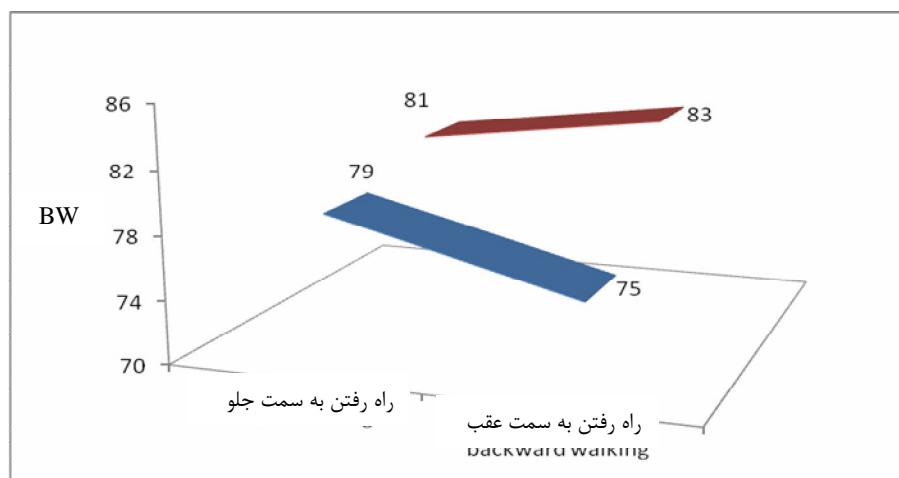 86
81
83
82
79
BW
78
75
74
70
راه رفتن به سمت جلو
راه رفتن به سمت عقب
backward walking